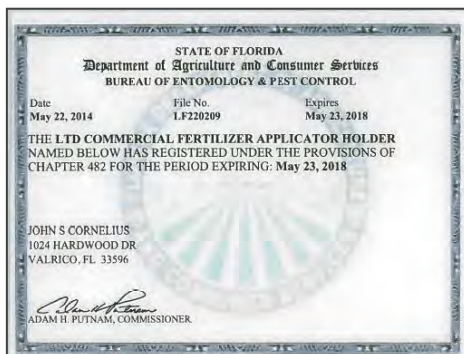 STATE OF FLORIDA
Department of Agriculture and Consumer Services
BUREAU OF ENTOMOLOGY & PEST CONTROL
Date File No. Expires
May 22, 2014 LF220209 May 23, 2018
THE LTD COMMERCIAL FERTILIZER APPLICATOR HOLDER
NAMED BELOW HAS REGISTERED UNDER THE PROVISIONS OF
CHAPTER 482 FOR THE PERIOD EXPIRING: May 23, 2018
JOHN S CORNELIUS
1024 HARDWOOD DR
VALRICO, FL 33596
ADAM H. PUTNAM, COMMISSIONER